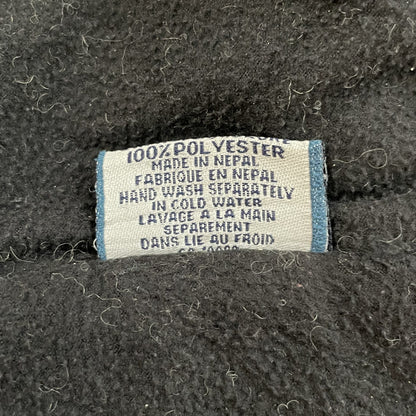 100% POLYESTER
MADE IN NEPAL
FABRIQUE EN NEPAL
HAND WASH SEPARATELY
IN COLD WATER
LAVAGE A LA MAIN
SEPAREMENT
DANS LIE AU FROID